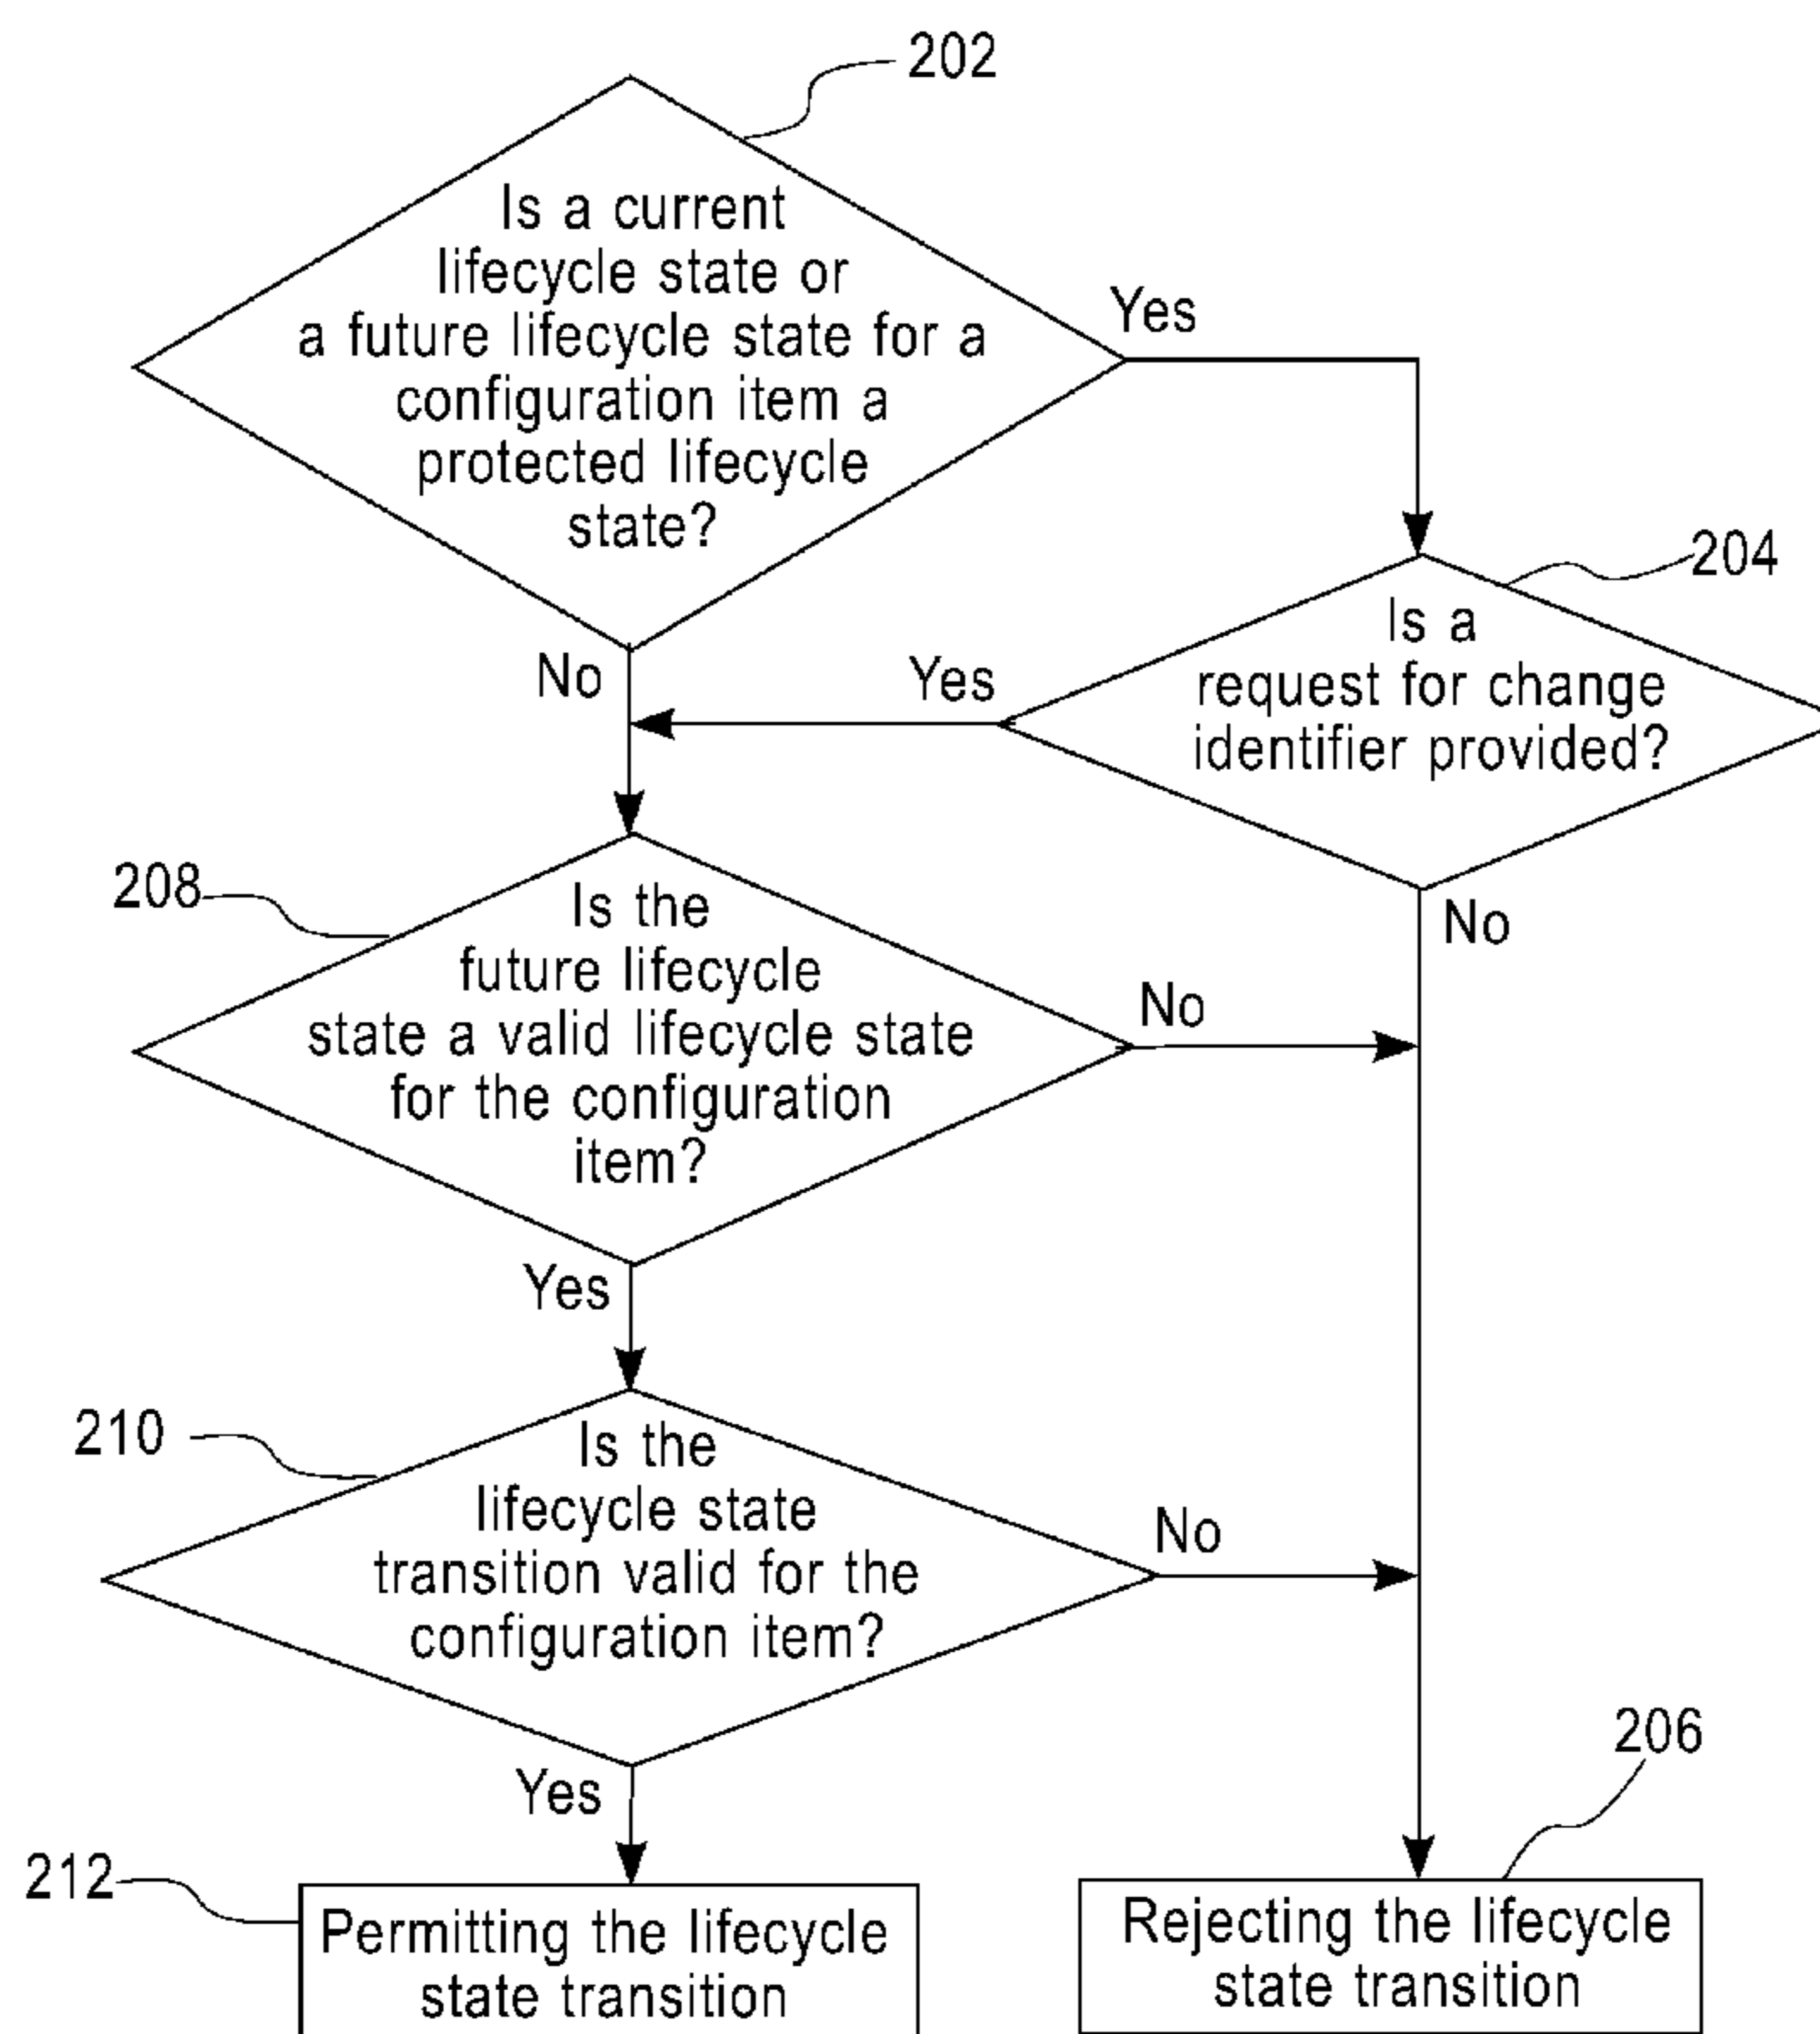 202
Is a current
lifecycle state or
a future lifecycle state for a
configuration item a
protected lifecycle
state?
Yes
No
204
Is a
request for change
identifier provided?
Yes
No
208
Is the
future lifecycle
state a valid lifecycle state
for the configuration
item?
No
Yes
210
Is the
lifecycle state
transition valid for the
configuration item?
No
Yes
206
212
Permitting the lifecycle
state transition
Rejecting the lifecycle
state transition